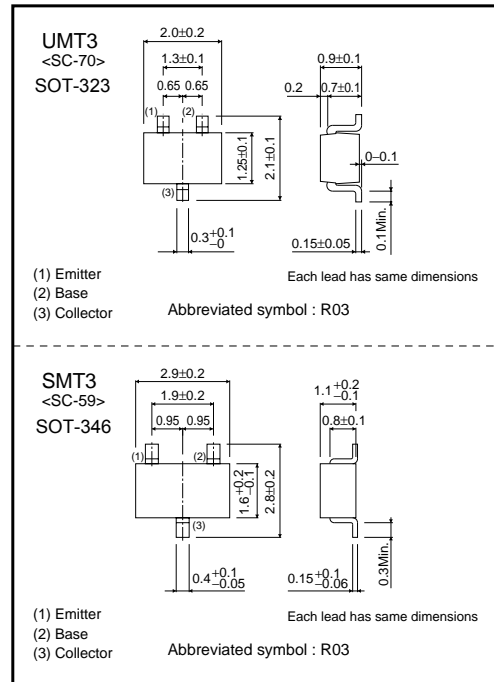 UMT3
<SC-70>
SOT-323
2.0±0.2
1.3±0.1
0.65 0.65
(1) (2)
(3)
1.25±0.1
2.1±0.1
0.3+0.1 −0
0.9±0.1
0.2 0.7±0.1
0–0.1
0.15±0.05
0.1Min.
(1) Emitter
(2) Base
(3) Collector
Each lead has same dimensions
Abbreviated symbol : R03
SMT3
<SC-59>
SOT-346
2.9±0.2
1.9±0.2
0.95 0.95
(1) (2)
(3)
1.6+0.2 −0.1
2.8±0.2
0.4+0.1 −0.05
1.1+0.2 −0.1
0.8±0.1
0.15+0.1 −0.06
0.3Min.
(1) Emitter
(2) Base
(3) Collector
Each lead has same dimensions
Abbreviated symbol : R03